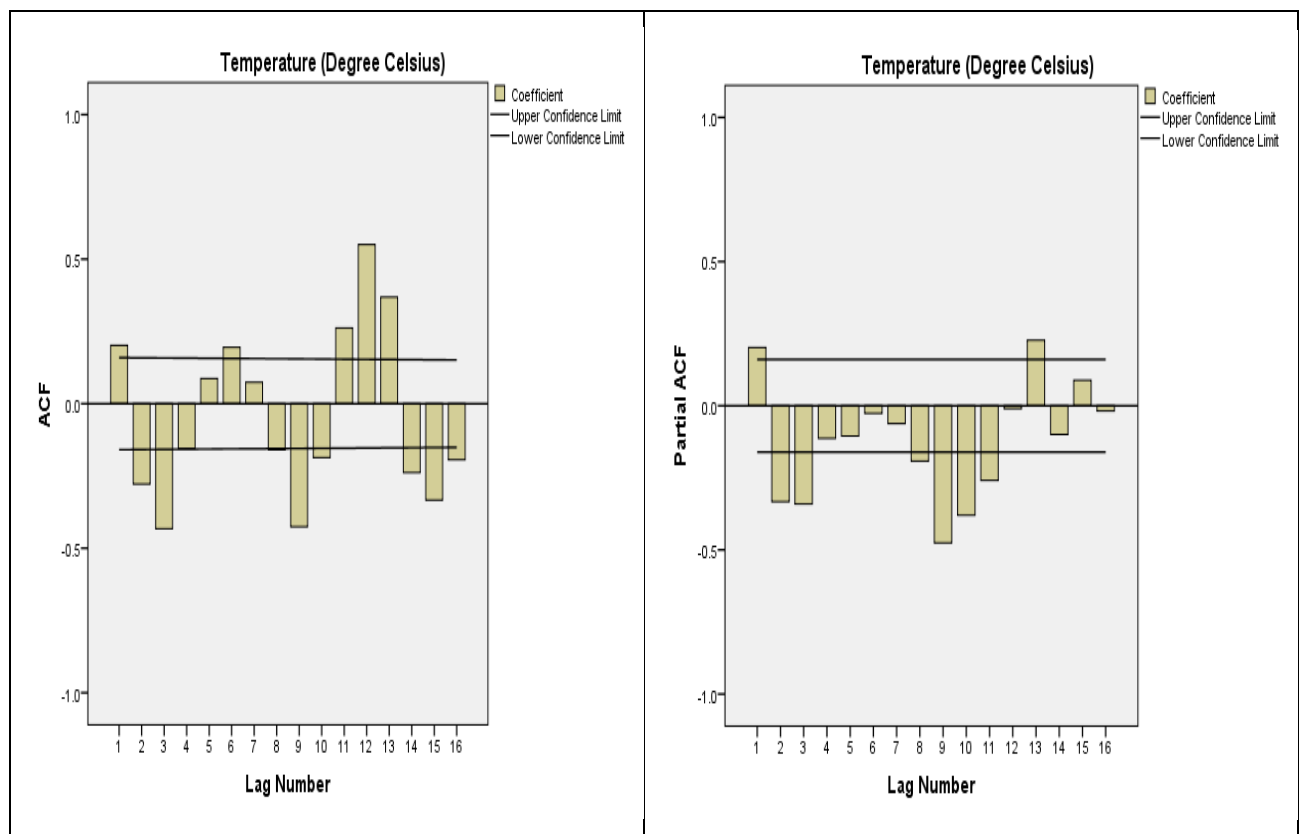 Temperature (Degree Celsius)
Coefficient
Upper Confidence Limit
Lower Confidence Limit
1.0
0.5
0.0
-0.5
-1.0
ACF
1 2 3 4 5 6 7 8 9 10 11 12 13 14 15 16
Lag Number
Temperature (Degree Celsius)
Coefficient
Upper Confidence Limit
Lower Confidence Limit
1.0
0.5
0.0
-0.5
-1.0
Partial ACF
1 2 3 4 5 6 7 8 9 10 11 12 13 14 15 16
Lag Number